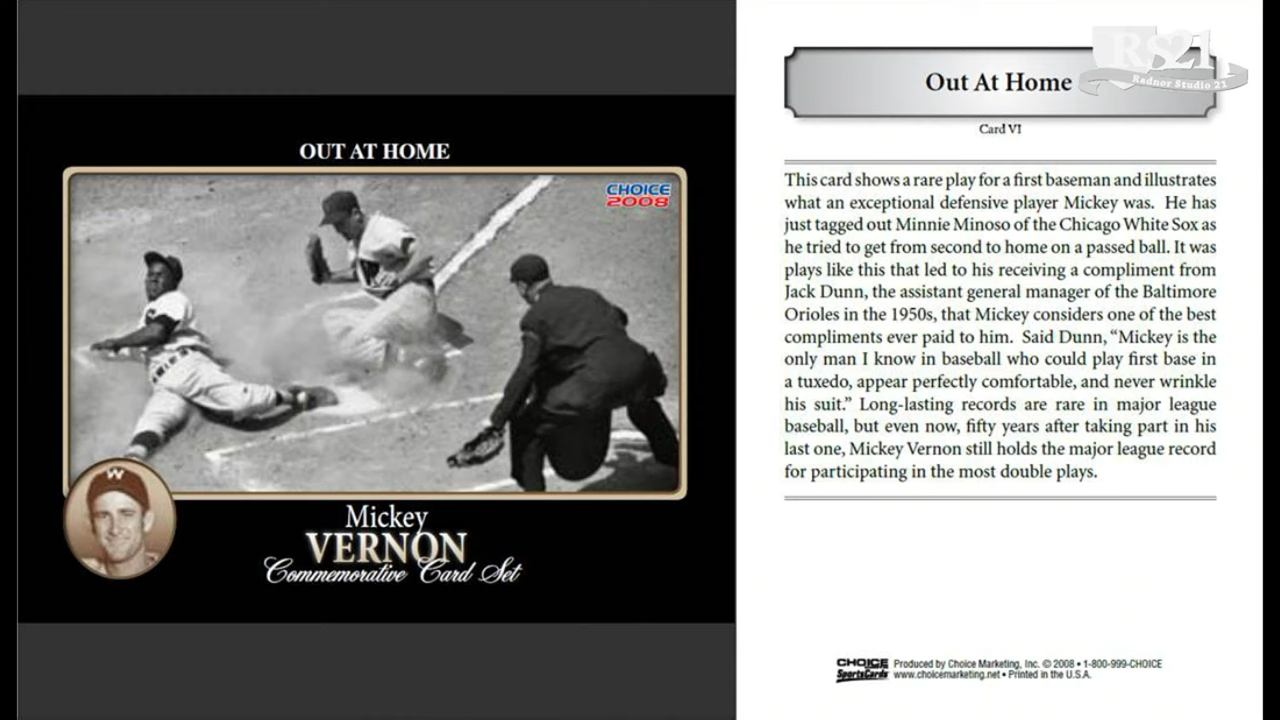 OUT AT HOME
CHOICE
2008
W
Mickey
VERNON
Commemorative Card Set
RS21
Radnor Studio 21
Out At Home
Card VI
This card shows a rare play for a first baseman and illustrates
what an exceptional defensive player Mickey was. He has
just tagged out Minnie Minoso of the Chicago White Sox as
he tried to get from second to home on a passed ball. It was
plays like this that led to his receiving a compliment from
Jack Dunn, the assistant general manager of the Baltimore
Orioles in the 1950s, that Mickey considers one of the best
compliments ever paid to him. Said Dunn, “Mickey is the
only man I know in baseball who could play first base in
a tuxedo, appear perfectly comfortable, and never wrinkle
his suit.” Long-lasting records are rare in major league
baseball, but even now, fifty years after taking part in his
last one, Mickey Vernon still holds the major league record
for participating in the most double plays.
CHOICE
SportsCards
Produced by Choice Marketing, Inc. © 2008 • 1-800-999-CHOICE
www.choicemarketing.net • Printed in the U.S.A.